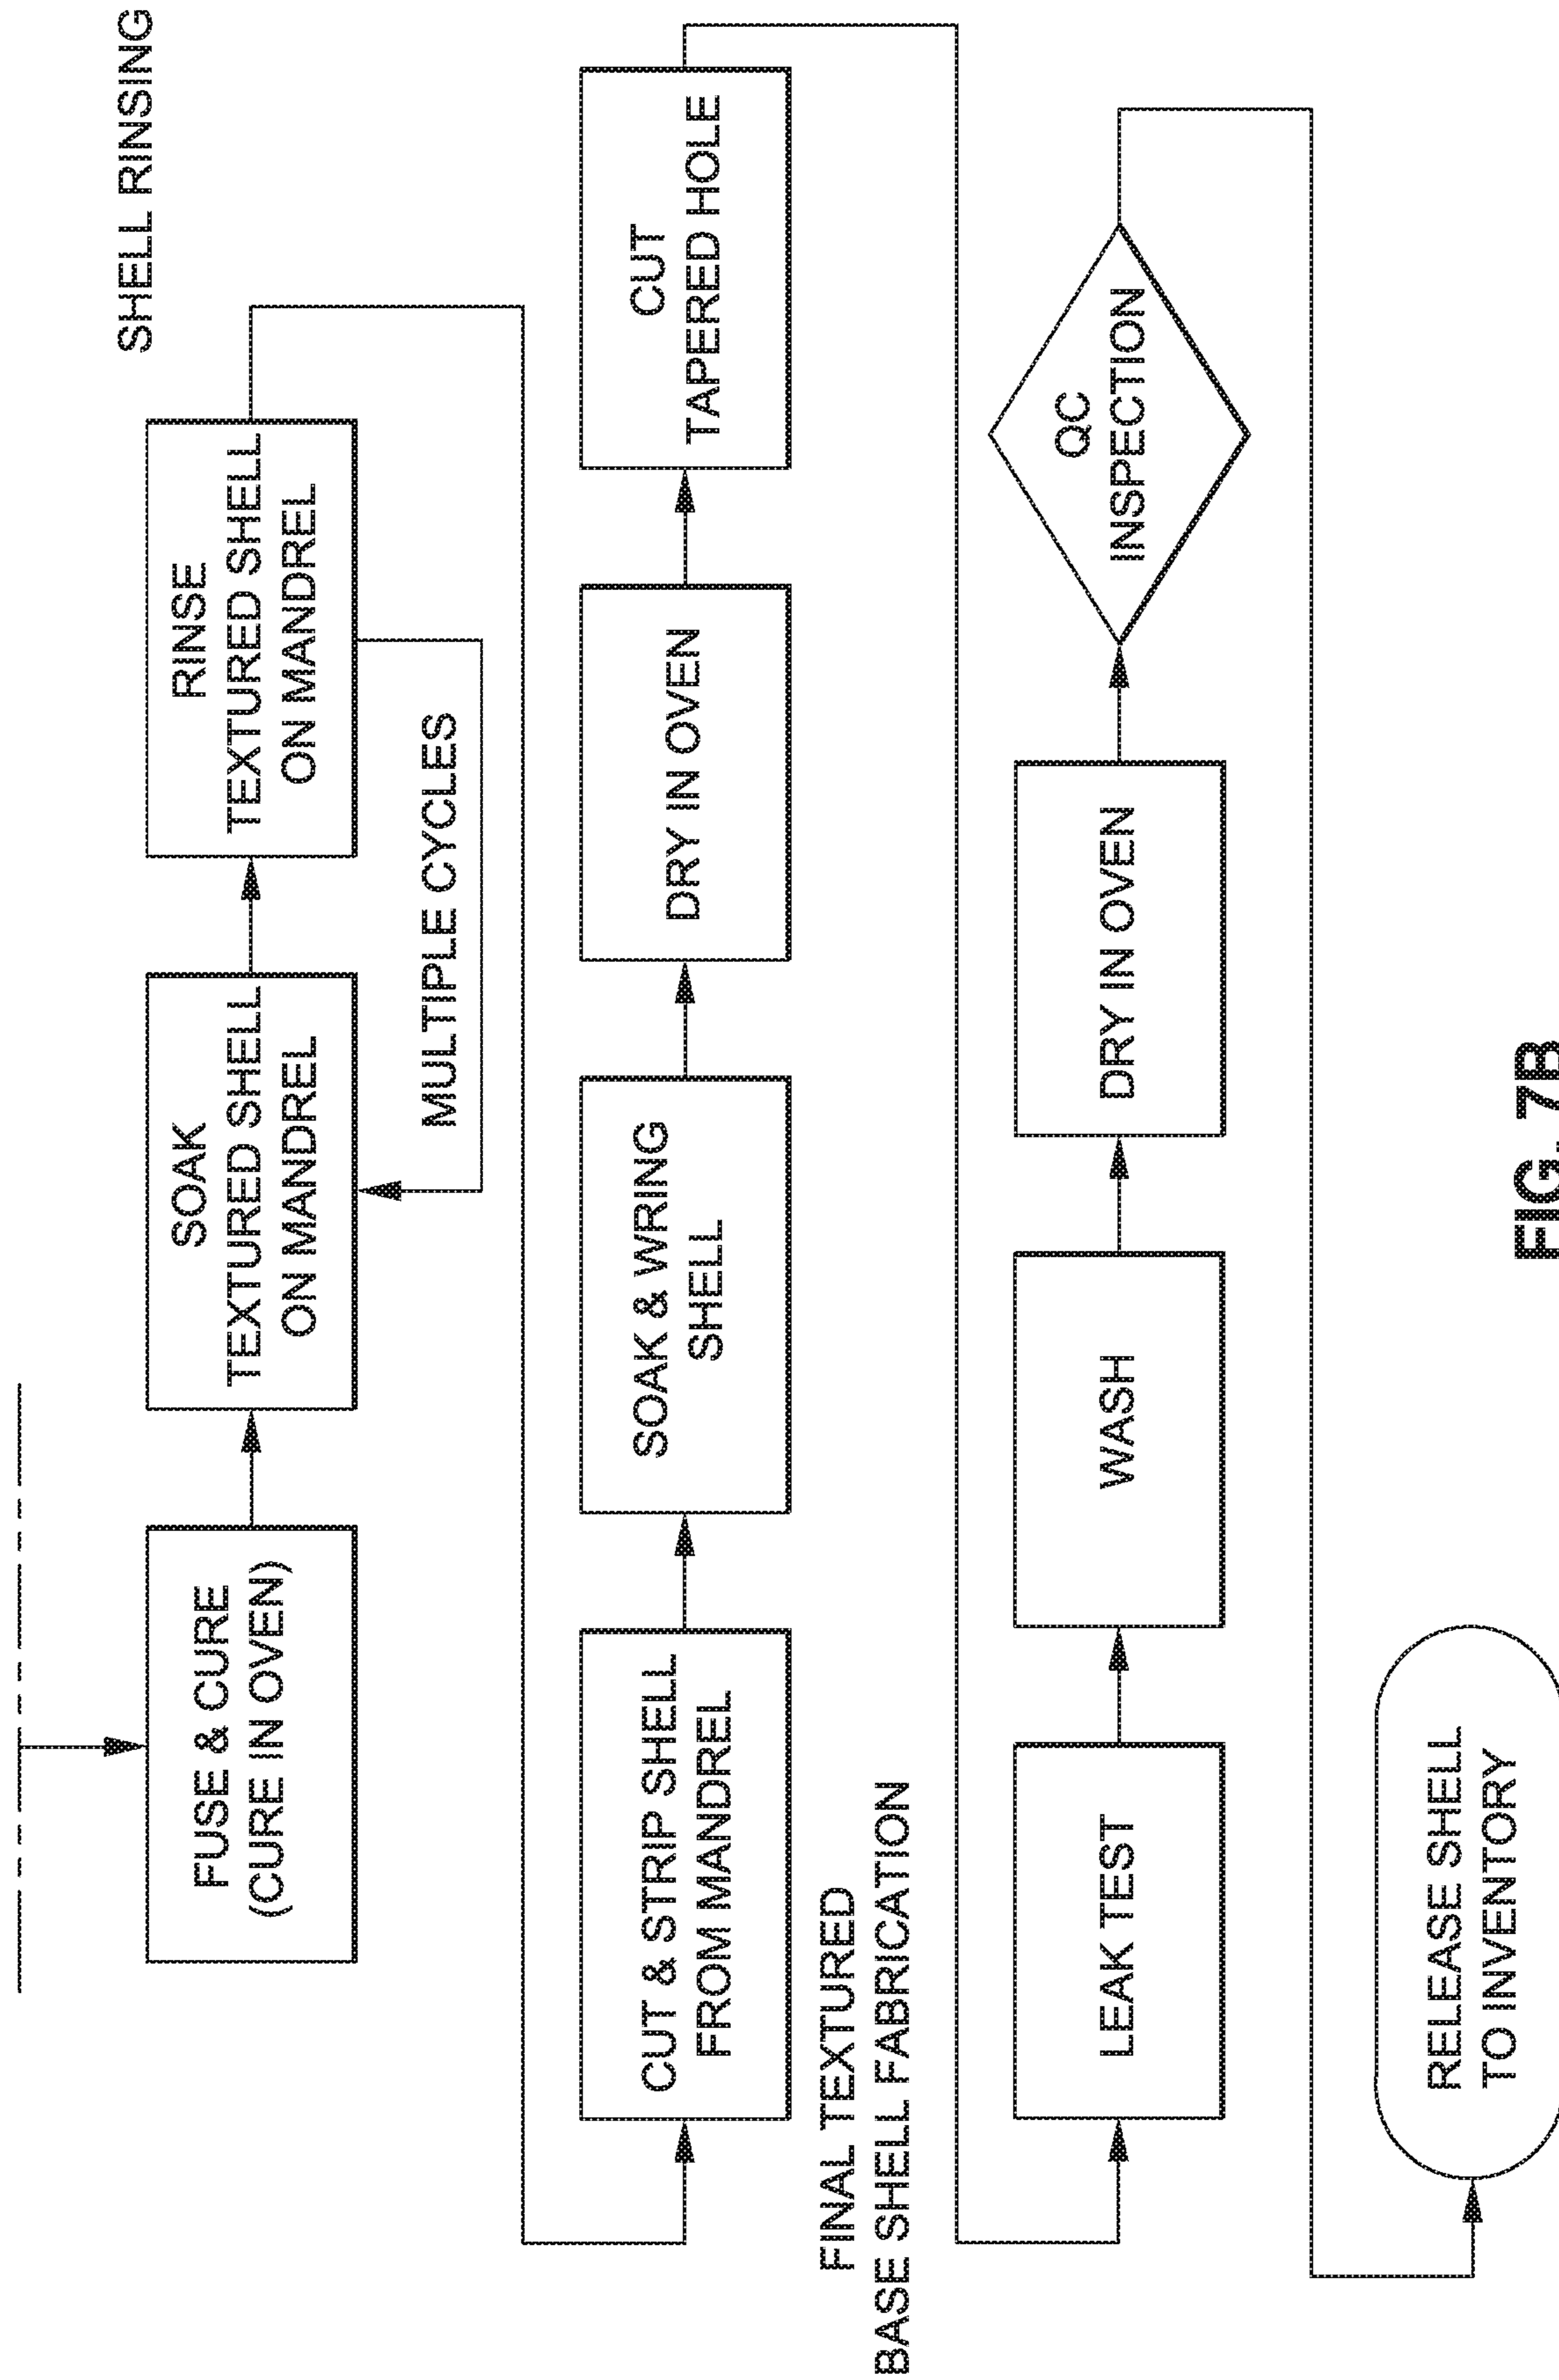 SHELL RINSING
FUSE & CURE
(CURE IN OVEN)
SOAK
TEXTURED SHELL
ON MANDREL
RINSE
TEXTURED SHELL
ON MANDREL
MULTIPLE CYCLES
CUT & STRIP SHELL
FROM MANDREL
SOAK & WRING
SHELL
DRY IN OVEN
CUT
TAPERED HOLE
FINAL TEXTURED
BASE SHELL FABRICATION
LEAK TEST
WASH
DRY IN OVEN
QC
INSPECTION
RELEASE SHELL
TO INVENTORY
FIG. 7B